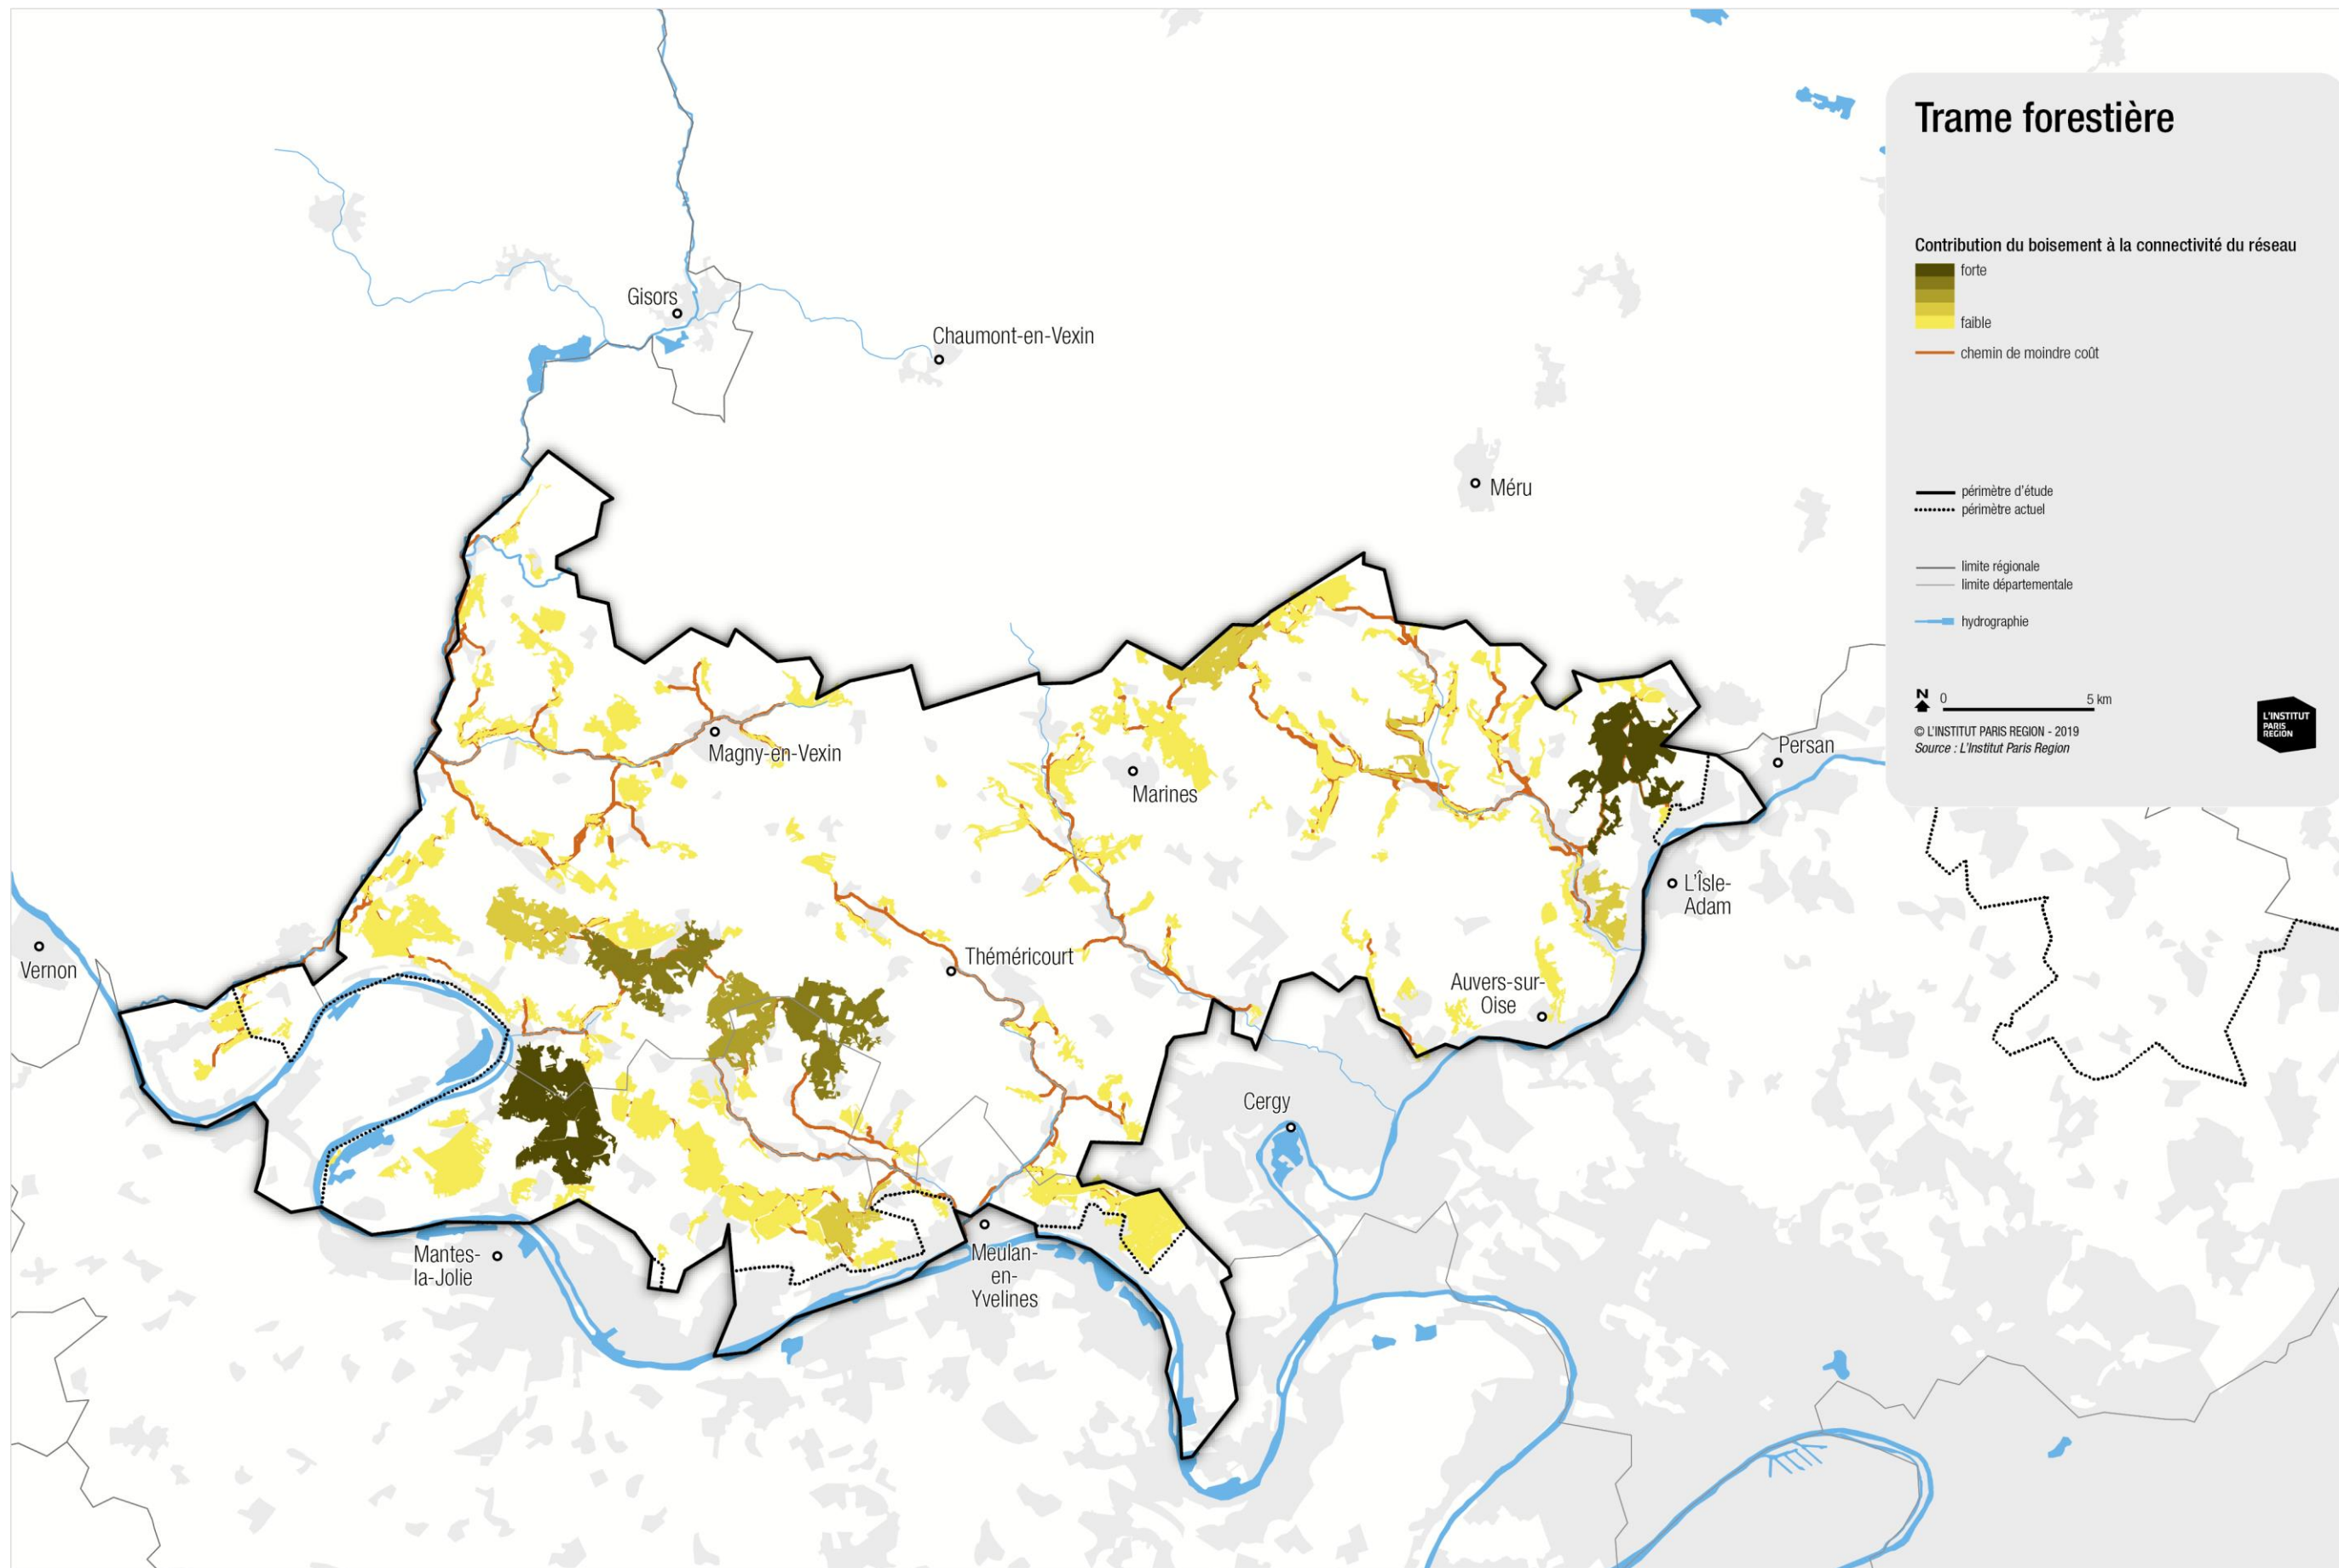 Trame forestière
Contribution du boisement à la connectivité du réseau
forte
faible
chemin de moindre coût
périmètre d'étude
périmètre actuel
limite régionale
limite départementale
hydrographie
N
0
5 km
© L'INSTITUT PARIS REGION - 2019
Source : L'Institut Paris Region
L'INSTITUT
PARIS
REGION
Gisors
Chaumont-en-Vexin
Méru
Magny-en-Vexin
Marines
Persan
L'Îsle-
Adam
Vernon
Théméricourt
Auvers-sur-
Oise
Cergy
Mantes-
la-Jolie
Meulan-
en-
Yvelines